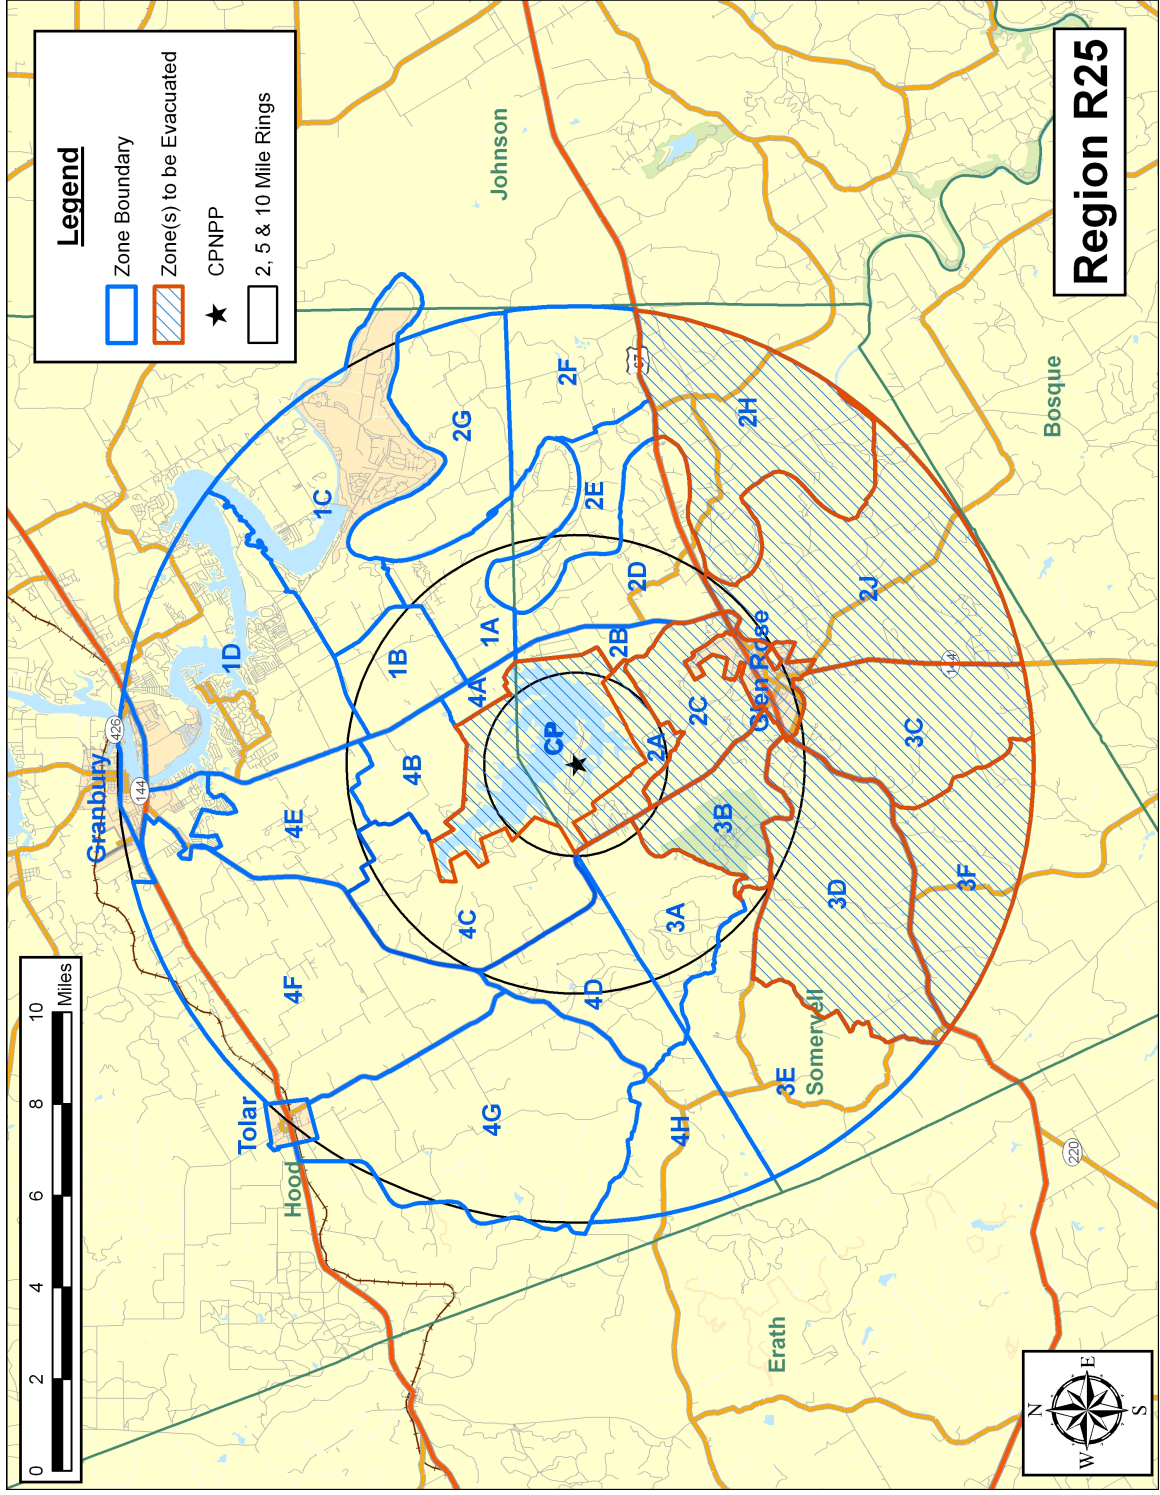 Legend
Zone Boundary
Zone(s) to be Evacuated
CPNPP
2, 5 & 10 Mile Rings
Region R25
0 2 4 6 8 10
Miles
Granbury
426
144
Tolar
Hood
Johnson
1D
1C
2G
2F
67
4E
4F
1B
4B
1A
4A
2E
2D
2B
CP
2A
2C
2H
Glen Rose
2J
144
3C
3B
3D
3F
4C
3A
4D
4G
4H
3E
Somervell
Bosque
Erath
220
N
W E
S